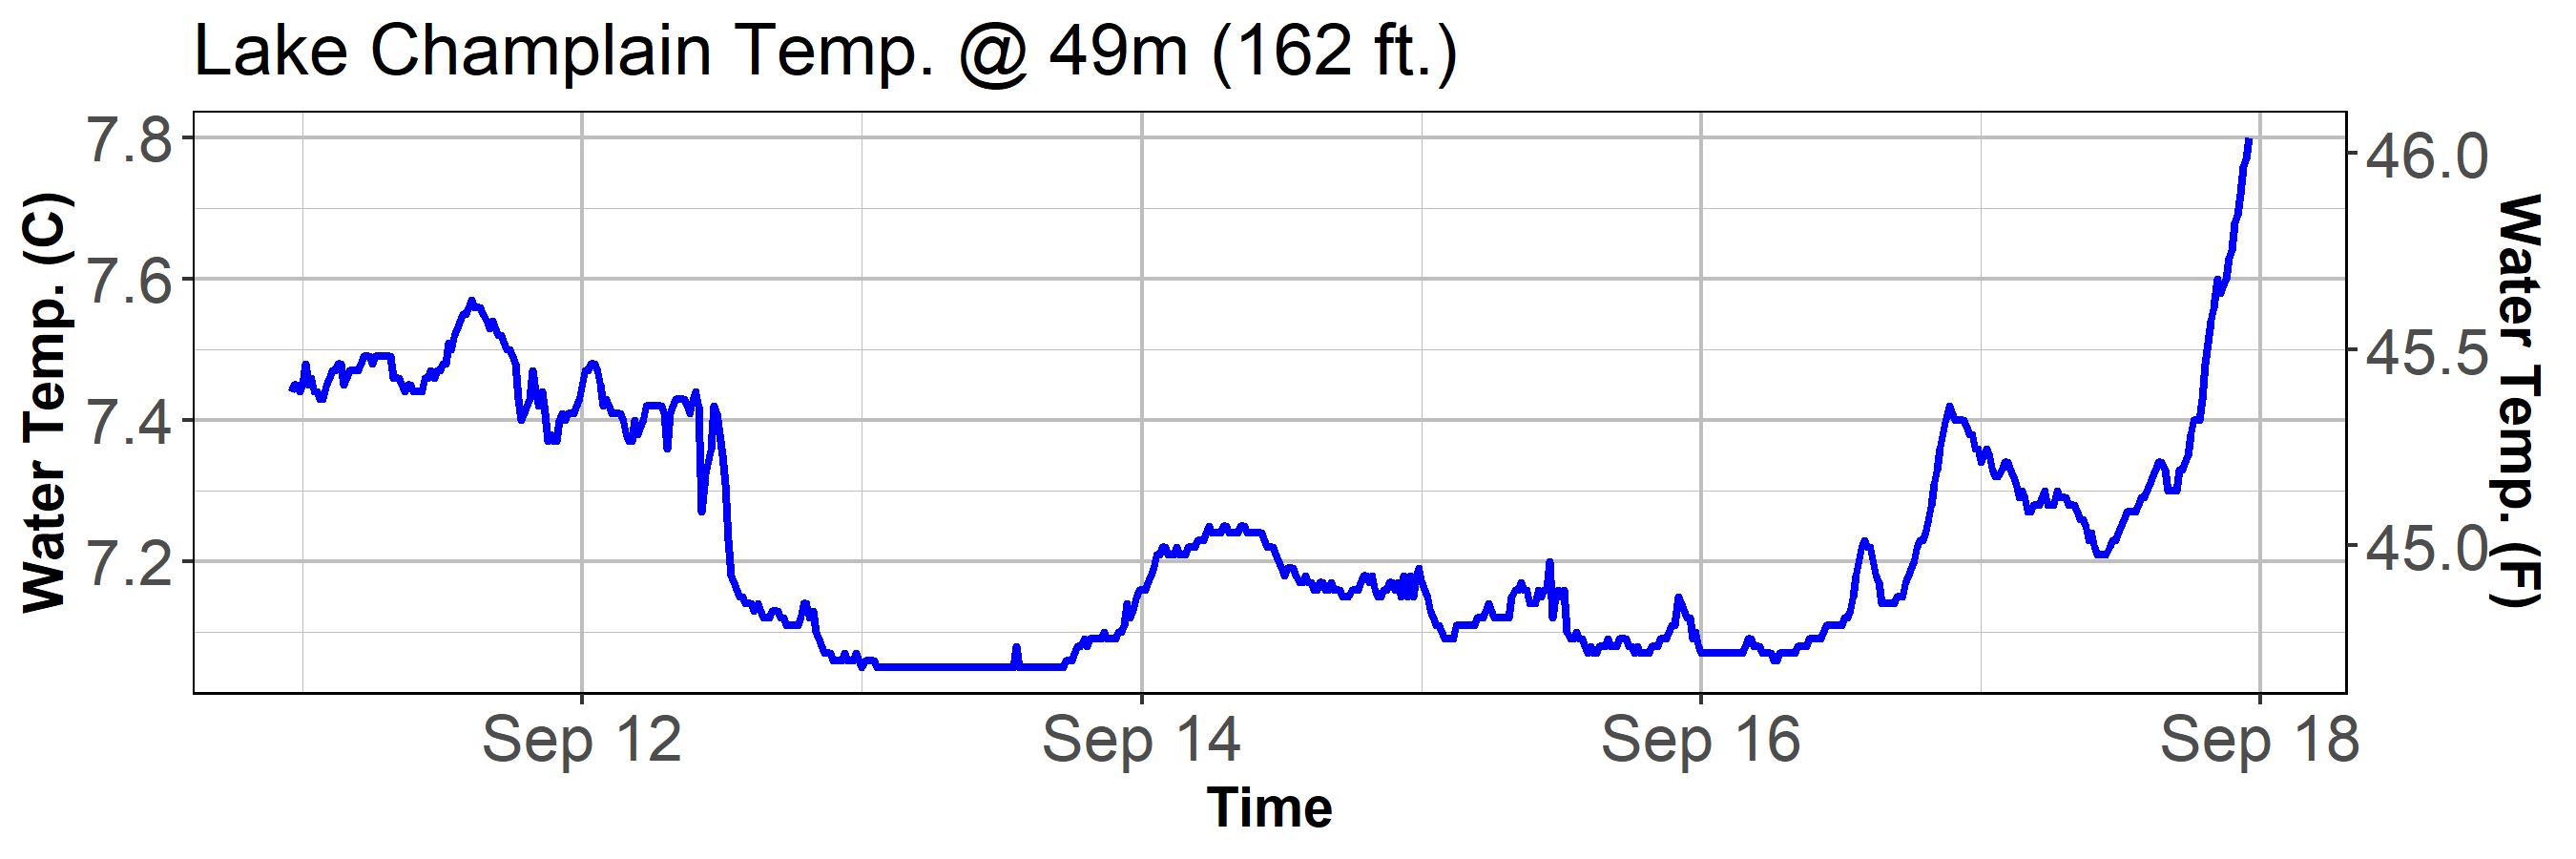 Lake Champlain Temp. @ 49m (162 ft.)
Water Temp. (C)
7.8
7.6
7.4
7.2
46.0
45.5
45.0
Water Temp. (F)
Sep 12
Sep 14
Sep 16
Sep 18
Time